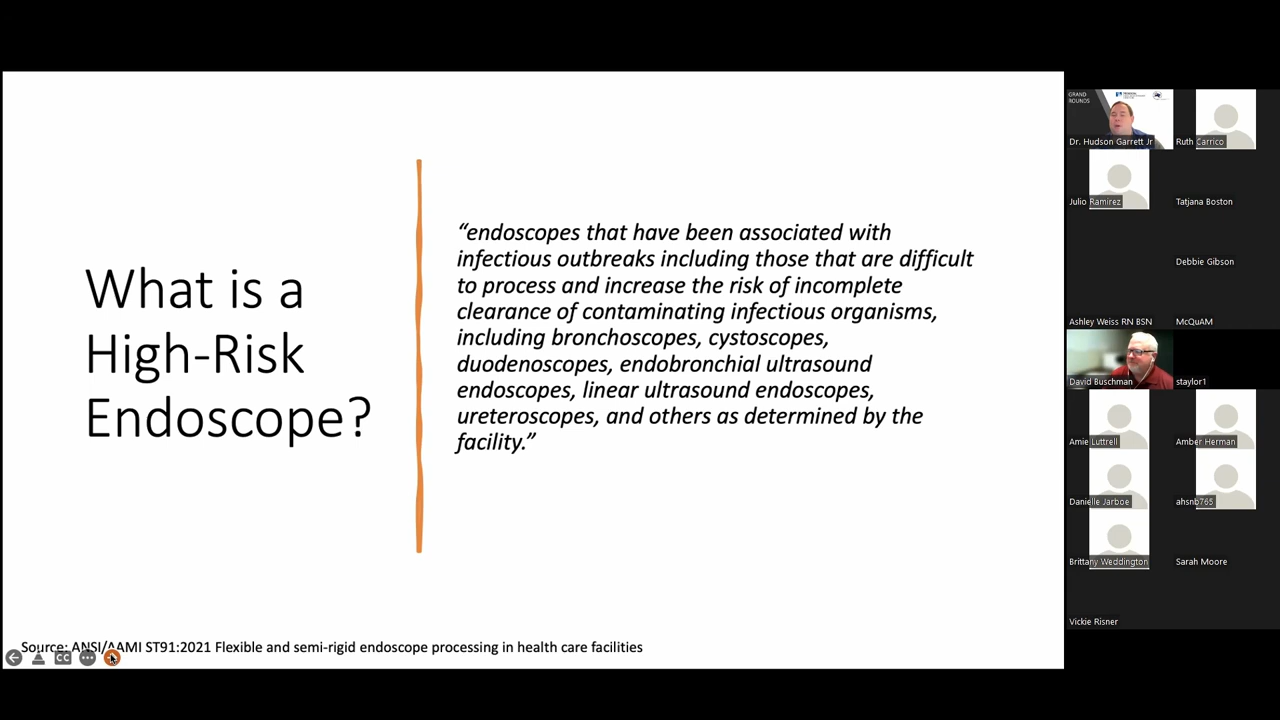 What is a
High-Risk
Endoscope?
“endoscopes that have been associated with
infectious outbreaks including those that are difficult
to process and increase the risk of incomplete
clearance of contaminating infectious organisms,
including bronchoscopes, cystoscopes,
duodenoscopes, endobronchial ultrasound
endoscopes, linear ultrasound endoscopes,
ureteroscopes, and others as determined by the
facility.”
Source: ANSI/AAMI ST91:2021 Flexible and semi-rigid endoscope processing in health care facilities
CC
GRAND
ROUNDS
Dr. Hudson Garrett Jr
Ruth Carrico
Julio Ramirez
Tatjana Boston
Debbie Gibson
Ashley Weiss RN BSN
McQuAM
David Buschman
staylor1
Amie Luttrell
Amber Herman
Danielle Jarboe
ahsnb765
Brittany Weddington
Sarah Moore
Vickie Risner